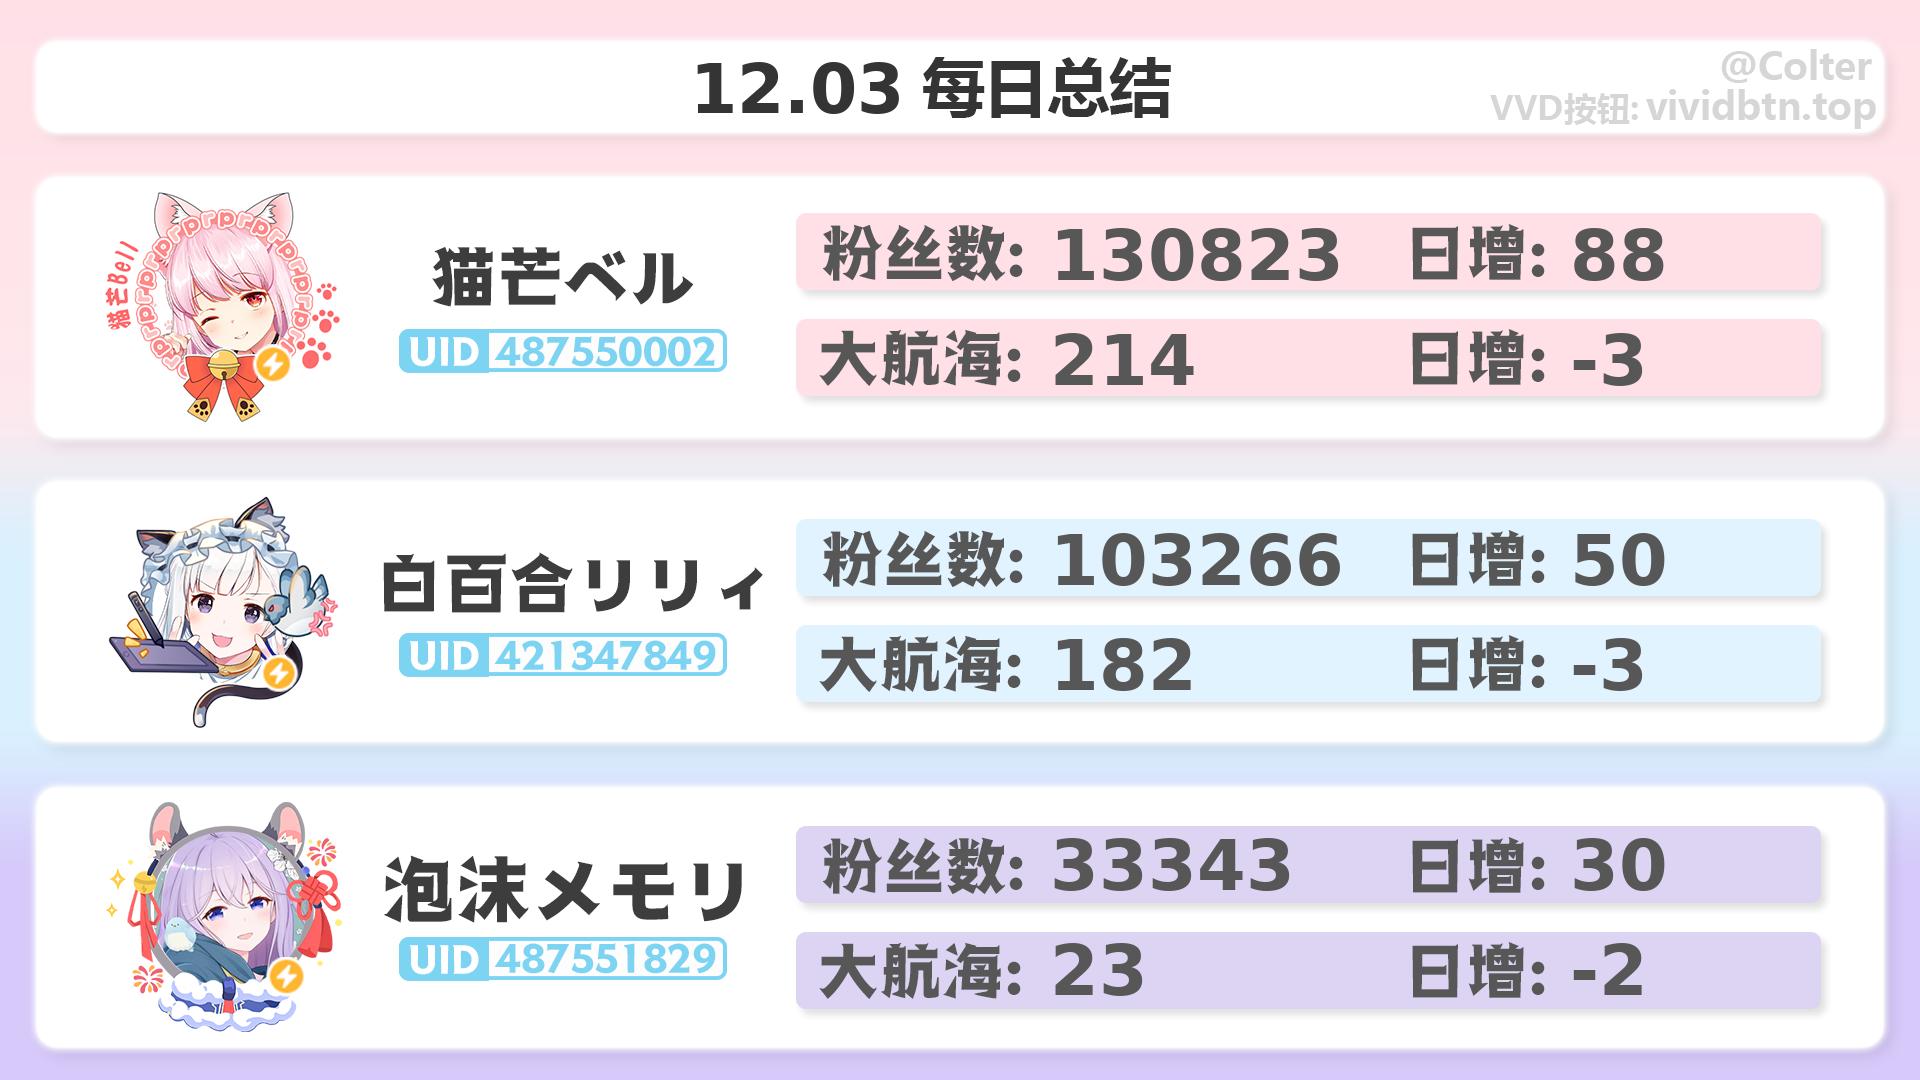 12.03 每日总结
@Colter
VVD按钮: vividbtn.top
猫芒Bell
prprprprprprprpr
猫芒ベル
UID 487550002
粉丝数: 130823 日增: 88
大航海: 214 日增: -3
白百合リリィ
UID 421347849
粉丝数: 103266 日增: 50
大航海: 182 日增: -3
泡沫メモリ
UID 487551829
粉丝数: 33343 日增: 30
大航海: 23 日增: -2